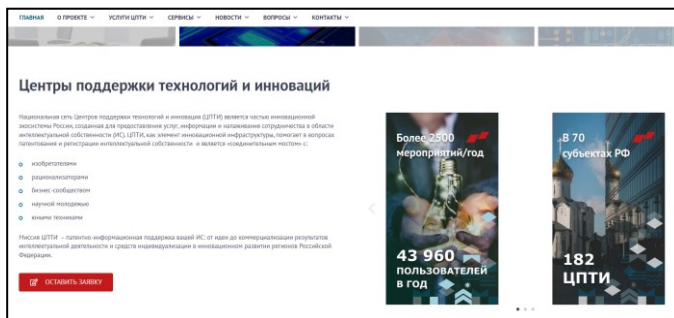 ГЛАВНАЯ О ПРОЕКТЕ УСЛУГИ ЦПТИ СЕРВИСЫ НОВОСТИ ВОПРОСЫ КОНТАКТЫ
Центры поддержки технологий и инноваций
Национальная сеть Центров поддержки технологий и инноваций (ЦПТИ) является частью инновационной
экосистемы России, созданная для предоставления услуг, информации и налаживания сотрудничества в области
интеллектуальной собственности (ИС). ЦПТИ, как элемент инновационной инфраструктуры, помогает в вопросах
патентования и регистрации интеллектуальной собственности и является «соединительным мостом» с:
изобретателями
рационализаторами
бизнес-сообществом
научной молодежью
юными техниками
Миссия ЦПТИ – патентно-информационная поддержка вашей ИС: от идеи до коммерциализации результатов
интеллектуальной деятельности и средств индивидуализации в инновационном развитии регионов Российской
Федерации.
ОСТАВИТЬ ЗАЯВКУ
Более 2500
мероприятий/год
43 960
ПОЛЬЗОВАТЕЛЕЙ
В ГОД
В 70
субъектах РФ
182
ЦПТИ